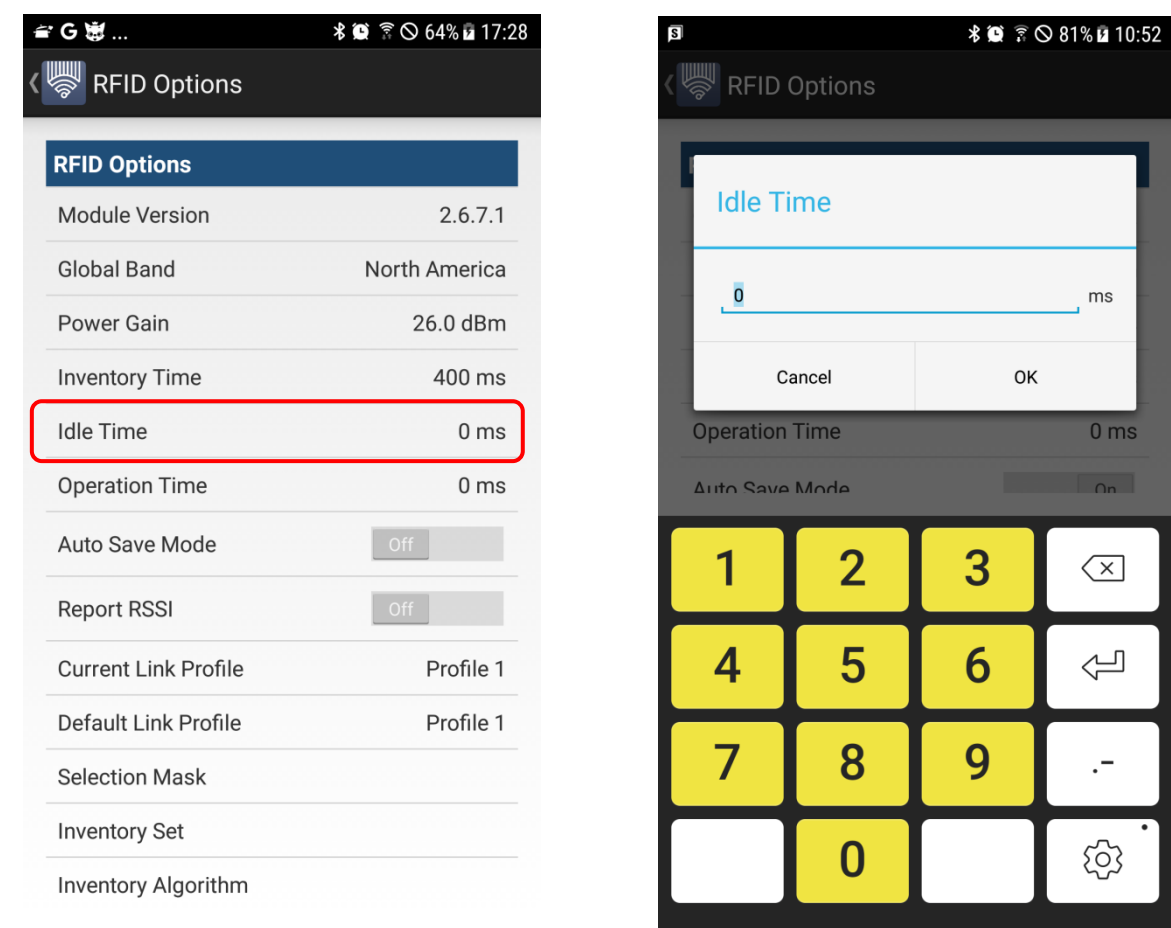 G ... 64% 17:28
RFID Options
RFID Options
Module Version 2.6.7.1
Global Band North America
Power Gain 26.0 dBm
Inventory Time 400 ms
Idle Time 0 ms
Operation Time 0 ms
Auto Save Mode Off
Report RSSI Off
Current Link Profile Profile 1
Default Link Profile Profile 1
Selection Mask
Inventory Set
Inventory Algorithm
S 81% 10:52
RFID Options
Idle Time
0 ms
Cancel OK
Operation Time 0 ms
Auto Save Mode On
1 2 3
4 5 6
7 8 9 .-
0